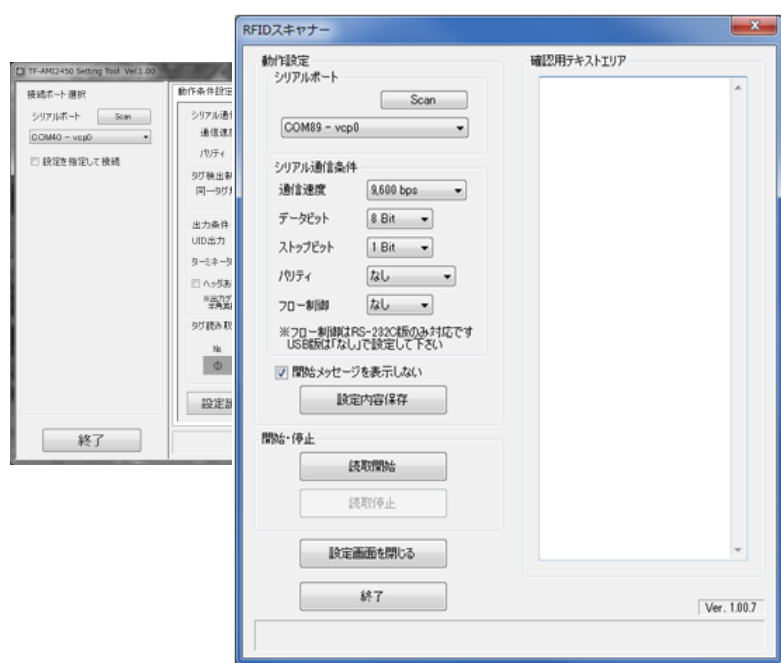 TF-AMI2450 Setting Tool Ver.1.00
接続ポート選択
シリアルポート
Scan
COM40 - vcp0
設定を指定して接続
終了
動作条件設定
シリアル通信
通信速度
パリティ
タグ検出
同一タグ
出力条件
UID出力
ターミネータ
ヘッダあ
タグ読み取
№
①
RFIDスキャナー
動作設定
シリアルポート
Scan
COM89 - vcp0
シリアル通信条件
通信速度
9,600 bps
データビット
8 Bit
ストップビット
1 Bit
パリティ
なし
フロー制御
なし
※フロー制御はRS-232C版のみ対応です
USB版は「なし」で設定して下さい
開始メッセージを表示しない
設定内容保存
開始・停止
読取開始
読取停止
設定画面を閉じる
終了
確認用テキストエリア
Ver. 1.00.7